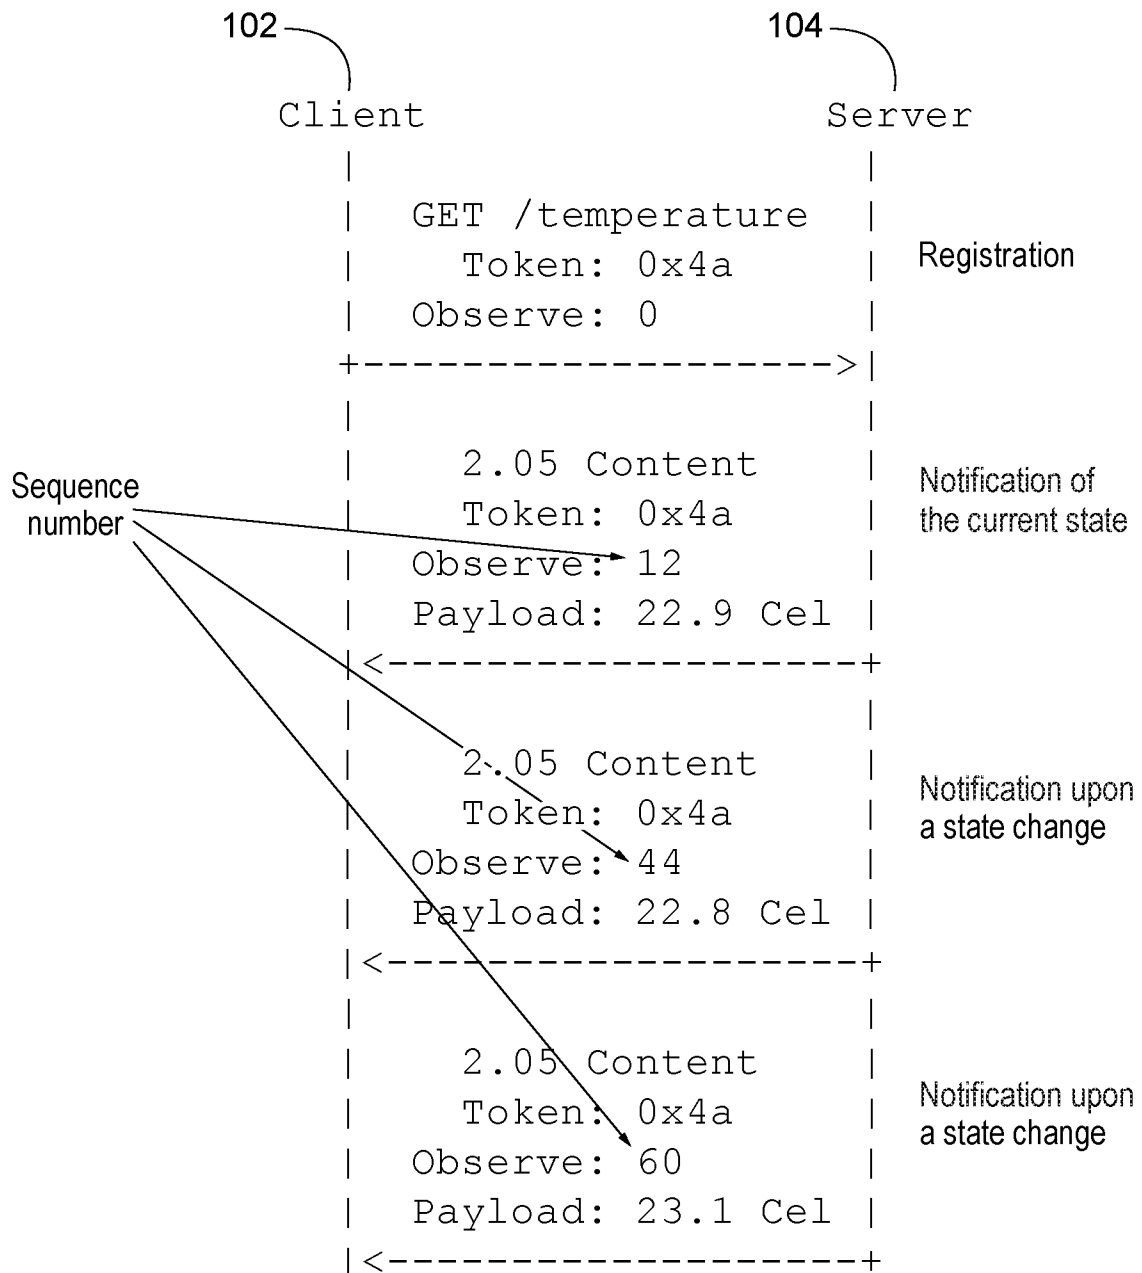 102
104
Client
Server
GET /temperature
Token: 0x4a
Observe: 0
Registration
2.05 Content
Token: 0x4a
Observe: 12
Payload: 22.9 Cel
Sequence
number
Notification of
the current state
2.05 Content
Token: 0x4a
Observe: 44
Payload: 22.8 Cel
Notification upon
a state change
2.05 Content
Token: 0x4a
Observe: 60
Payload: 23.1 Cel
Notification upon
a state change